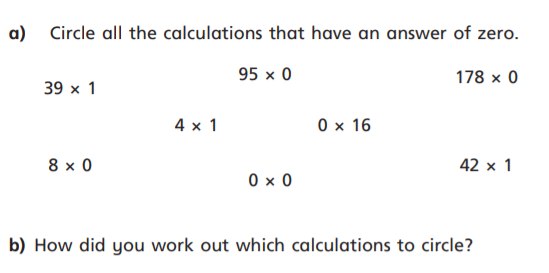 a) Circle all the calculations that have an answer of zero.
39 × 1
95 × 0
178 × 0
4 × 1
0 × 16
8 × 0
0 × 0
42 × 1
b) How did you work out which calculations to circle?